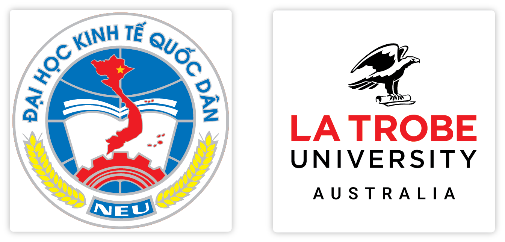 ĐẠI HỌC KINH TẾ QUỐC DÂN
NEU
LA TROBE
UNIVERSITY
AUSTRALIA